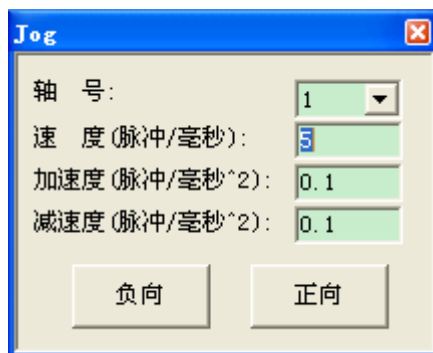 Jog
轴 号: 1
速 度(脉冲/毫秒): 5
加速度(脉冲/毫秒^2): 0.1
减速度(脉冲/毫秒^2): 0.1
负向 正向